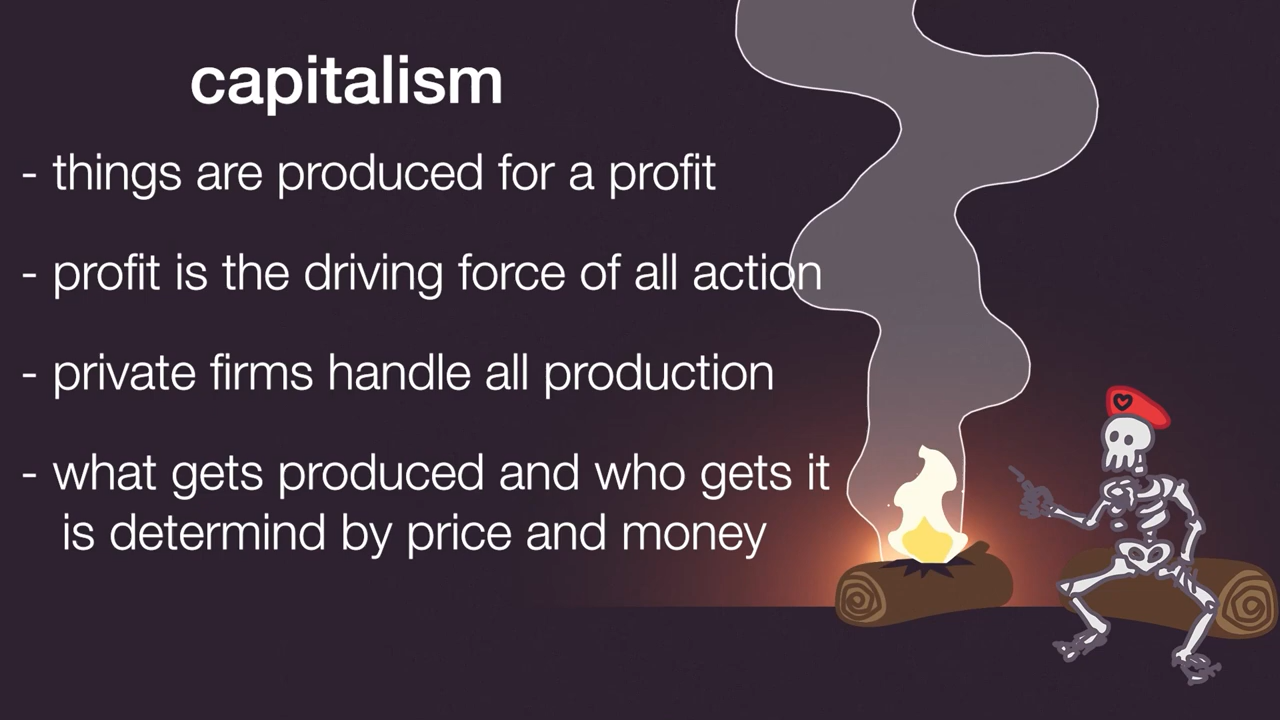 capitalism
- things are produced for a profit
- profit is the driving force of all action
- private firms handle all production
- what gets produced and who gets it
is determind by price and money